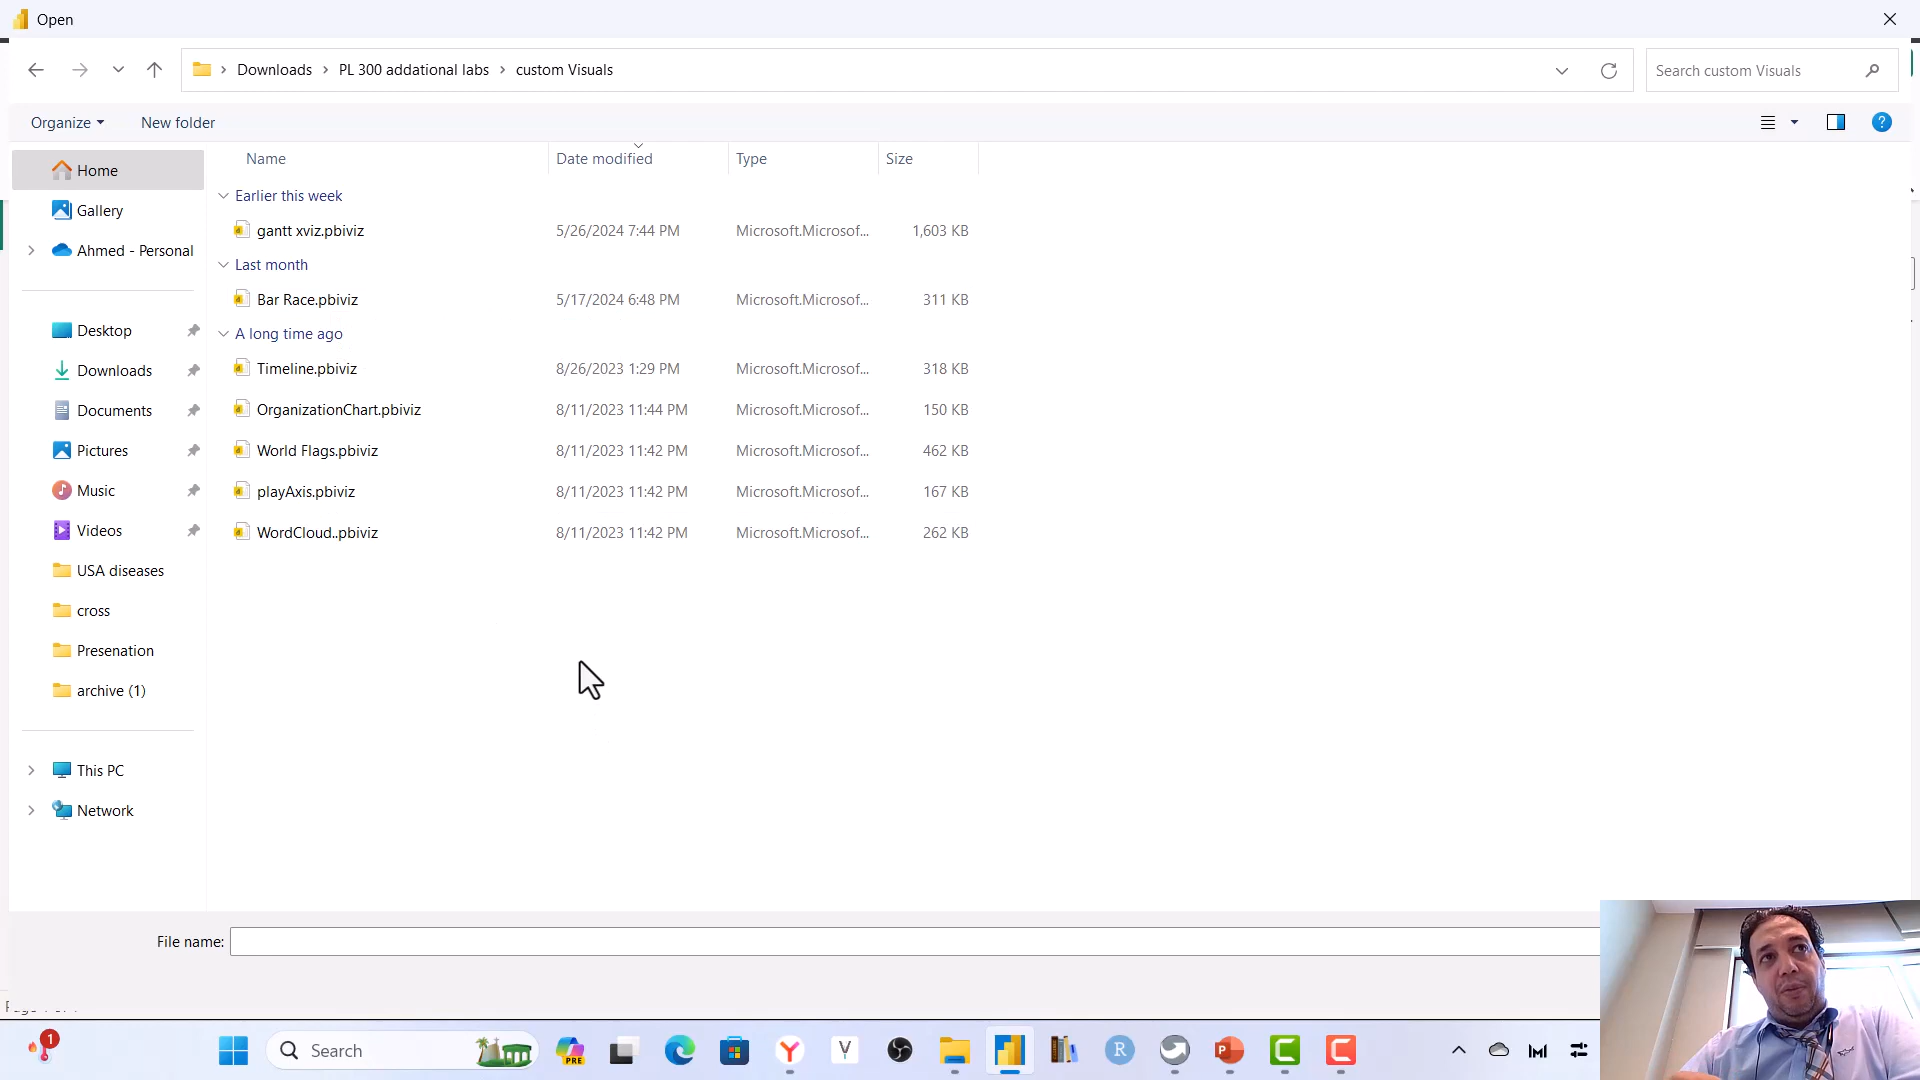 Open
Downloads > PL 300 addational labs > custom Visuals
Search custom Visuals
Organize
New folder
Name
Date modified
Type
Size
Home
Gallery
Ahmed - Personal
Desktop
Downloads
Documents
Pictures
Music
Videos
USA diseases
cross
Presenation
archive (1)
This PC
Network
Earlier this week
gantt xviz.pbiviz 5/26/2024 7:44 PM Microsoft.Microsof... 1,603 KB
Last month
Bar Race.pbiviz 5/17/2024 6:48 PM Microsoft.Microsof... 311 KB
A long time ago
Timeline.pbiviz 8/26/2023 1:29 PM Microsoft.Microsof... 318 KB
OrganizationChart.pbiviz 8/11/2023 11:44 PM Microsoft.Microsof... 150 KB
World Flags.pbiviz 8/11/2023 11:42 PM Microsoft.Microsof... 462 KB
playAxis.pbiviz 8/11/2023 11:42 PM Microsoft.Microsof... 167 KB
WordCloud..pbiviz 8/11/2023 11:42 PM Microsoft.Microsof... 262 KB
File name:
1
Search
PRE